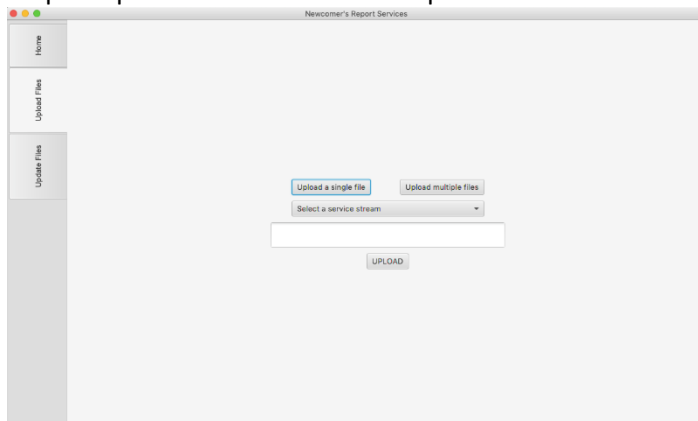 Newcomer's Report Services
Home
Upload Files
Update Files
Upload a single file
Upload multiple files
Select a service stream
UPLOAD